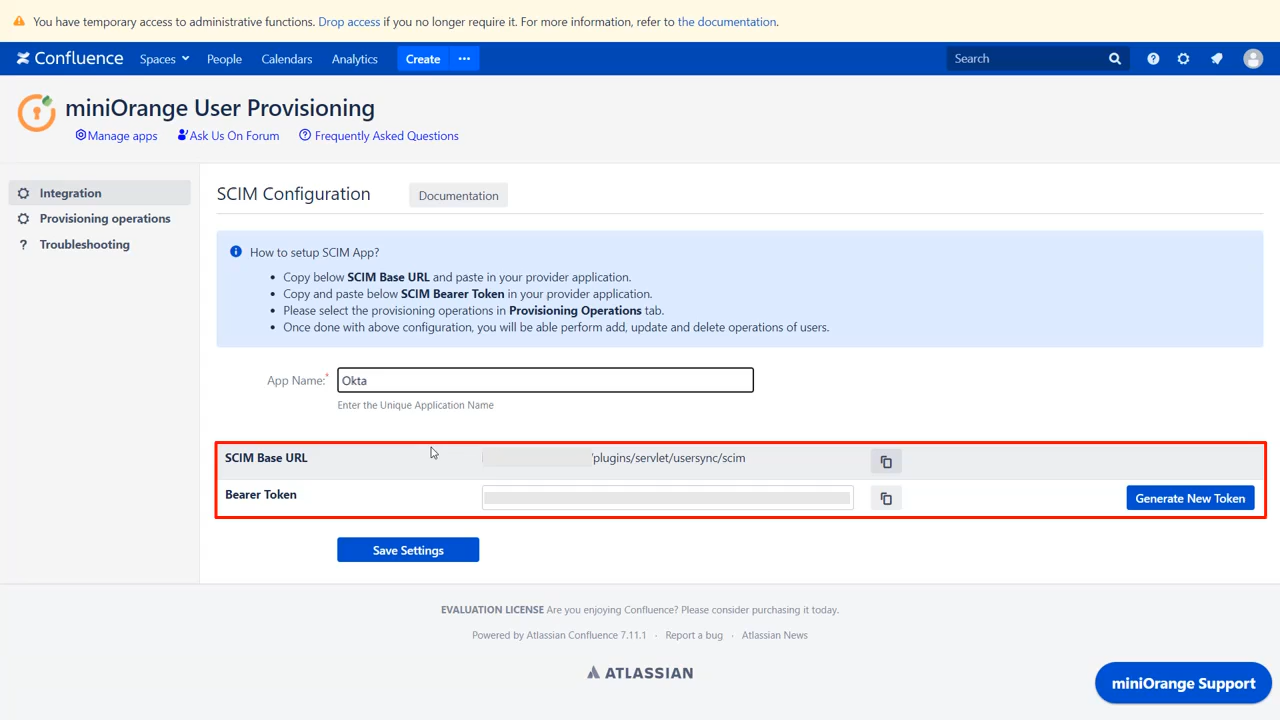 You have temporary access to administrative functions. Drop access if you no longer require it. For more information, refer to the documentation.
Confluence Spaces People Calendars Analytics Create ··· Search
miniOrange User Provisioning
Manage apps Ask Us On Forum Frequently Asked Questions
Integration
Provisioning operations
Troubleshooting
SCIM Configuration Documentation
How to setup SCIM App?
• Copy below SCIM Base URL and paste in your provider application.
• Copy and paste below SCIM Bearer Token in your provider application.
• Please select the provisioning operations in Provisioning Operations tab.
• Once done with above configuration, you will be able perform add, update and delete operations of users.
App Name:* Okta
Enter the Unique Application Name
SCIM Base URL /plugins/servlet/usersync/scim
Bearer Token Generate New Token
Save Settings
EVALUATION LICENSE Are you enjoying Confluence? Please consider purchasing it today.
Powered by Atlassian Confluence 7.11.1 · Report a bug · Atlassian News
ATLASSIAN
miniOrange Support